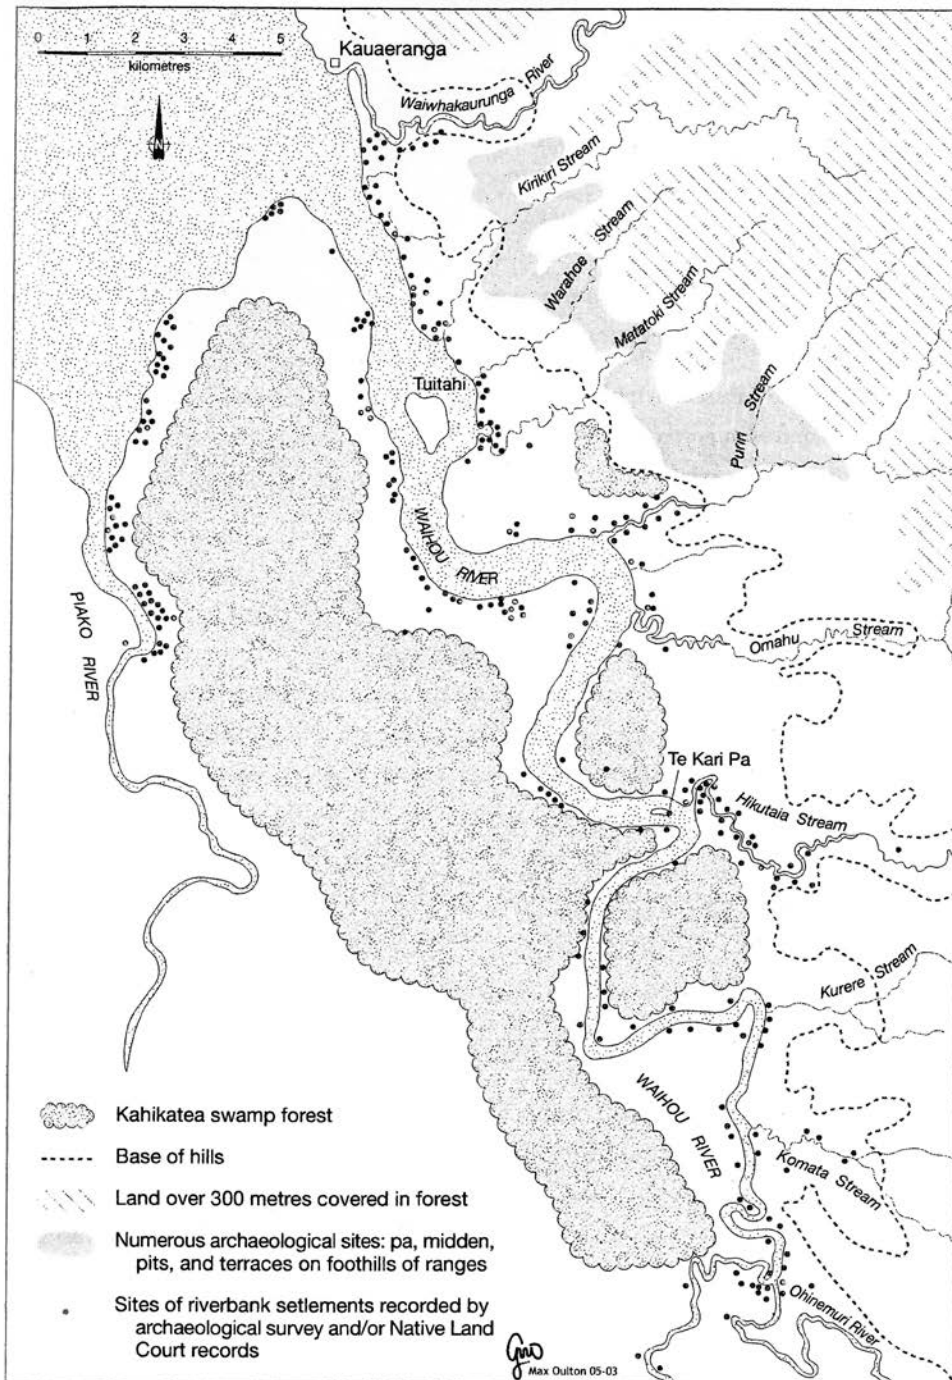 0 1 2 3 4 5
kilometres
N
Kauaeranga
Waiwhakaurunga River
Kirikiri Stream
Warahoe Stream
Matatoki Stream
Tuitahi
Puriri Stream
WAIHOU RIVER
PIAKO RIVER
Omahu Stream
Te Kari Pa
Hikutaia Stream
Kurere Stream
WAIHOU RIVER
Komata Stream
Ohinemuri River
Kahikatea swamp forest
Base of hills
Land over 300 metres covered in forest
Numerous archaeological sites: pa, midden,
pits, and terraces on foothills of ranges
Sites of riverbank setlements recorded by
archaeological survey and/or Native Land
Court records
Max Oulton 05-03